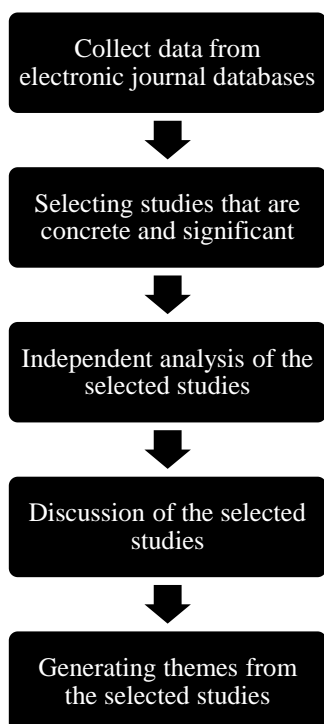 Collect data from
electronic journal databases
Selecting studies that are
concrete and significant
Independent analysis of the
selected studies
Discussion of the selected
studies
Generating themes from
the selected studies